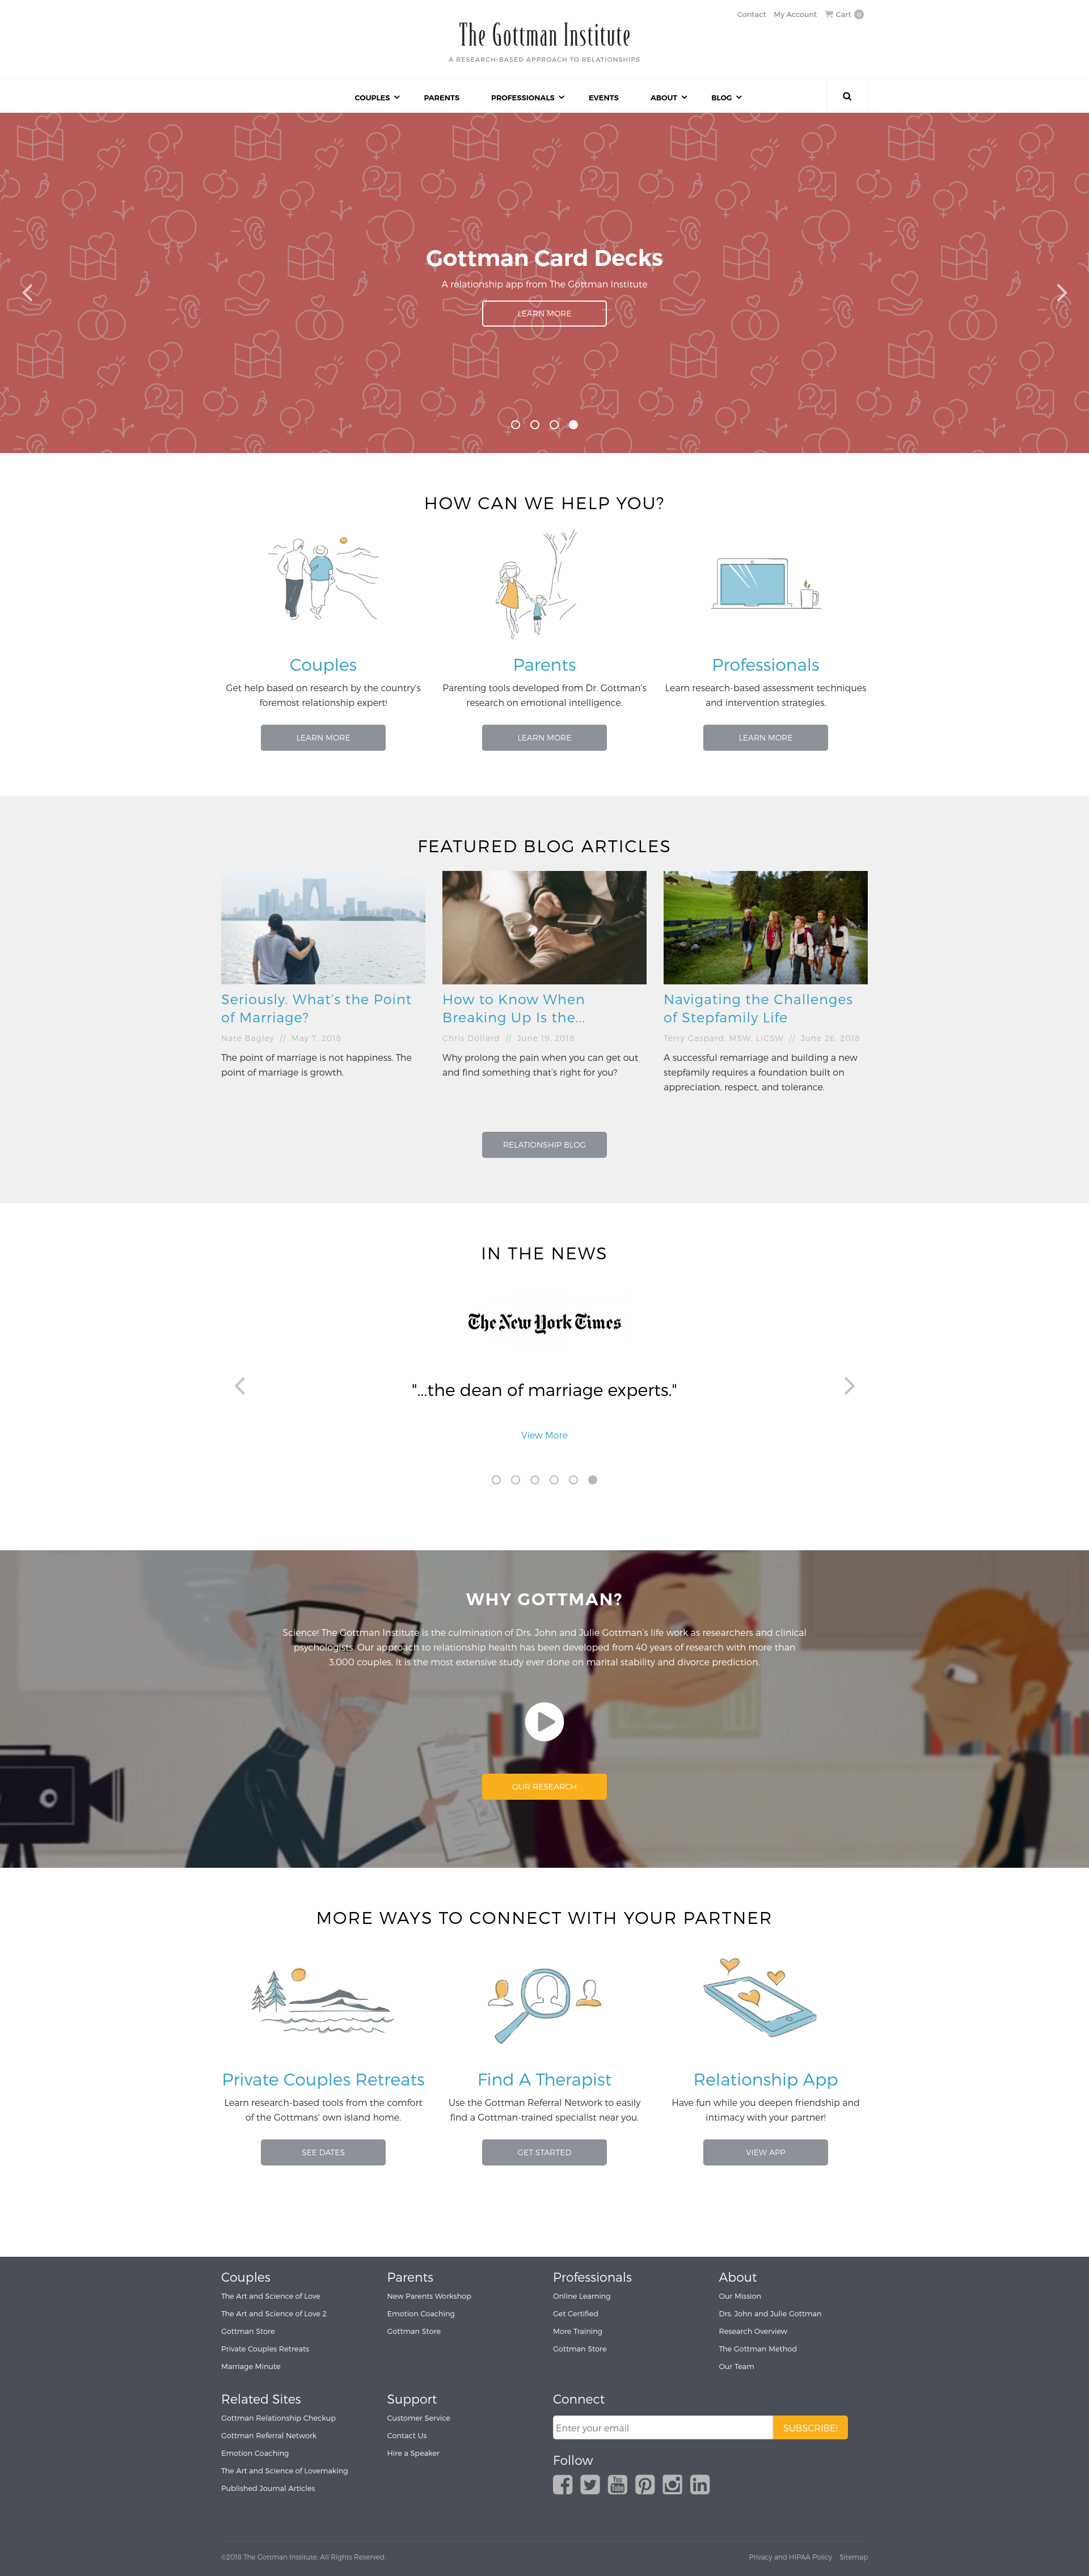 Contact My Account Cart 0
The Gottman Institute
A RESEARCH-BASED APPROACH TO RELATIONSHIPS
COUPLES PARENTS PROFESSIONALS EVENTS ABOUT BLOG
Gottman Card Decks
A relationship app from The Gottman Institute
LEARN MORE
HOW CAN WE HELP YOU?
Couples
Get help based on research by the country's
foremost relationship expert!
LEARN MORE
Parents
Parenting tools developed from Dr. Gottman's
research on emotional intelligence.
LEARN MORE
Professionals
Learn research-based assessment techniques
and intervention strategies.
LEARN MORE
FEATURED BLOG ARTICLES
Seriously. What's the Point
of Marriage?
Nate Bagley // May 7, 2018
The point of marriage is not happiness. The
point of marriage is growth.
How to Know When
Breaking Up Is the...
Chris Dollard // June 19, 2018
Why prolong the pain when you can get out
and find something that's right for you?
Navigating the Challenges
of Stepfamily Life
Terry Gaspard, MSW, LICSW // June 26, 2018
A successful remarriage and building a new
stepfamily requires a foundation built on
appreciation, respect, and tolerance.
RELATIONSHIP BLOG
IN THE NEWS
The New York Times
"...the dean of marriage experts."
View More
WHY GOTTMAN?
Science! The Gottman Institute is the culmination of Drs. John and Julie Gottman's life work as researchers and clinical
psychologists. Our approach to relationship health has been developed from 40 years of research with more than
3,000 couples. It is the most extensive study ever done on marital stability and divorce prediction.
OUR RESEARCH
MORE WAYS TO CONNECT WITH YOUR PARTNER
Private Couples Retreats
Learn research-based tools from the comfort
of the Gottmans' own island home.
SEE DATES
Find A Therapist
Use the Gottman Referral Network to easily
find a Gottman-trained specialist near you.
GET STARTED
Relationship App
Have fun while you deepen friendship and
intimacy with your partner!
VIEW APP
Couples
The Art and Science of Love
The Art and Science of Love 2
Gottman Store
Private Couples Retreats
Marriage Minute
Parents
New Parents Workshop
Emotion Coaching
Gottman Store
Professionals
Online Learning
Get Certified
More Training
Gottman Store
About
Our Mission
Drs. John and Julie Gottman
Research Overview
The Gottman Method
Our Team
Related Sites
Gottman Relationship Checkup
Gottman Referral Network
Emotion Coaching
The Art and Science of Lovemaking
Published Journal Articles
Support
Customer Service
Contact Us
Hire a Speaker
Connect
Enter your email SUBSCRIBE!
Follow
You Tube
©2018 The Gottman Institute. All Rights Reserved.
Privacy and HIPAA Policy Sitemap